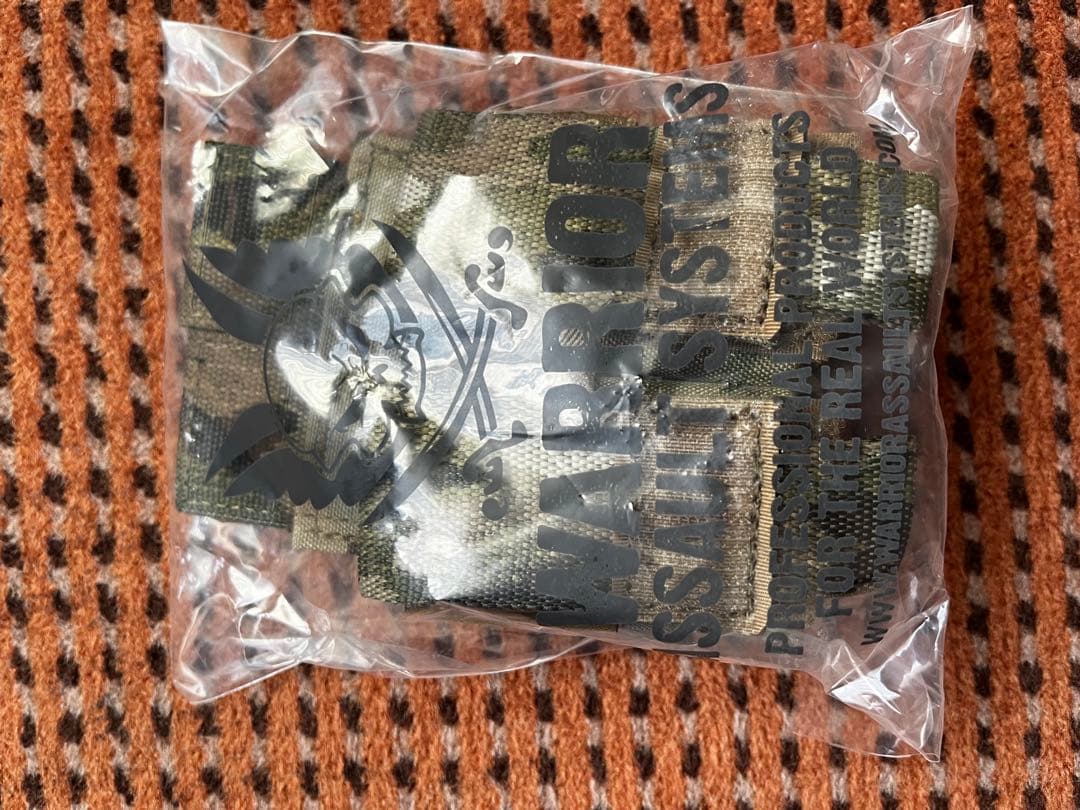 WARRIOR
ASSAULT SYSTEMS
PROFESSIONAL PRODUCTS
FOR THE REAL WORLD
WWW.WARRIORASSAULTSYSTEMS.COM